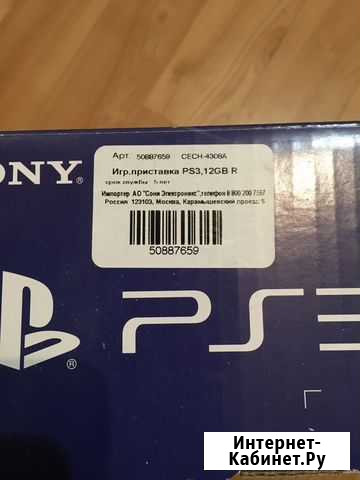 SONY
Арт. 50887659 CECH-4308A
Игр.приставка PS3,12GB R
срок службы 5 лет
Импортер АО "Сони Электроникс",телефон 8 800 200 7667
Россия 123103, Москва, Карамышевский проезд, 6
50887659
PS3
Интернет-
Кабинет.Ру